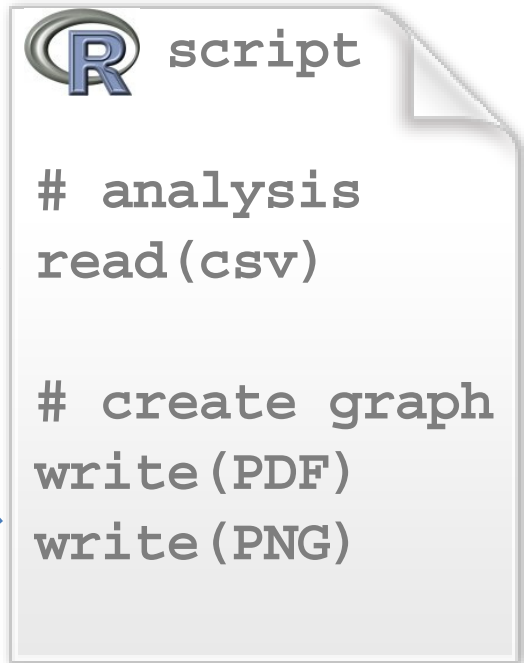 R script
# analysis
read(csv)
# create graph
write(PDF)
write(PNG)